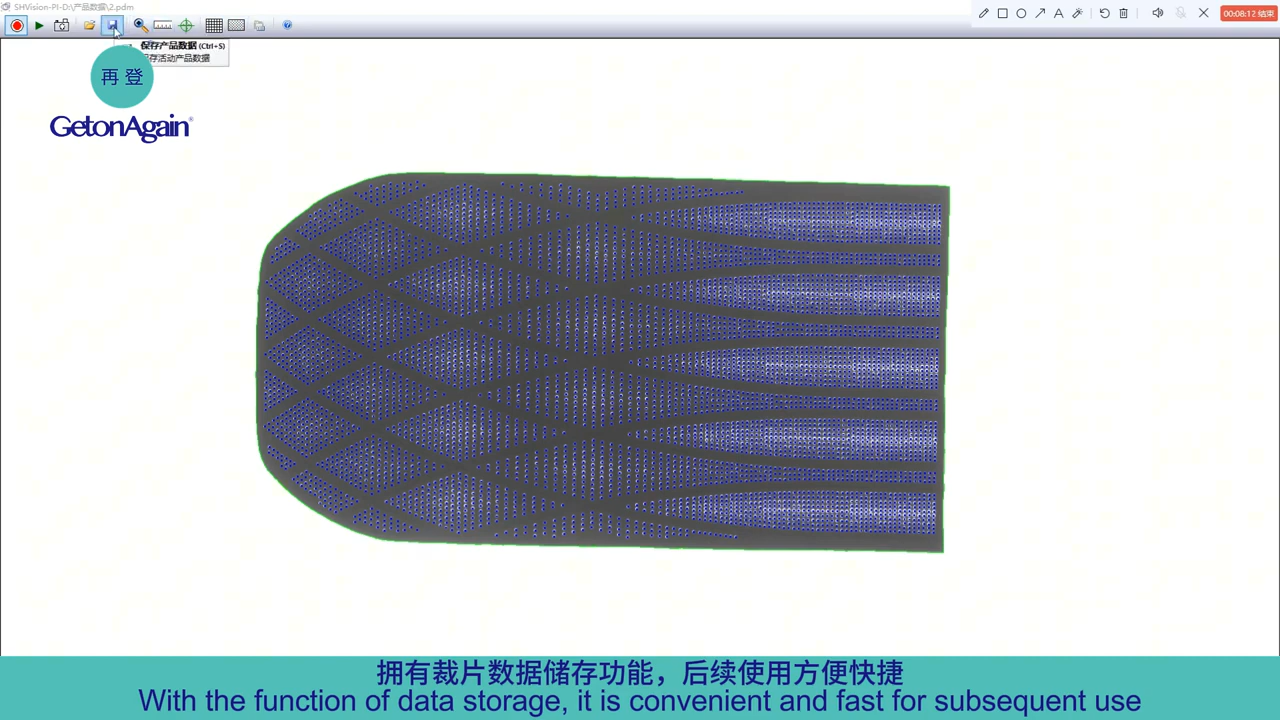 SHVision-PI-D:\产品数据\2.pdm
00:08:12 结束
保存产品数据 (Ctrl+S)
存活动产品数据
再登
GetonAgain®
拥有裁片数据储存功能，后续使用方便快捷
With the function of data storage, it is convenient and fast for subsequent use